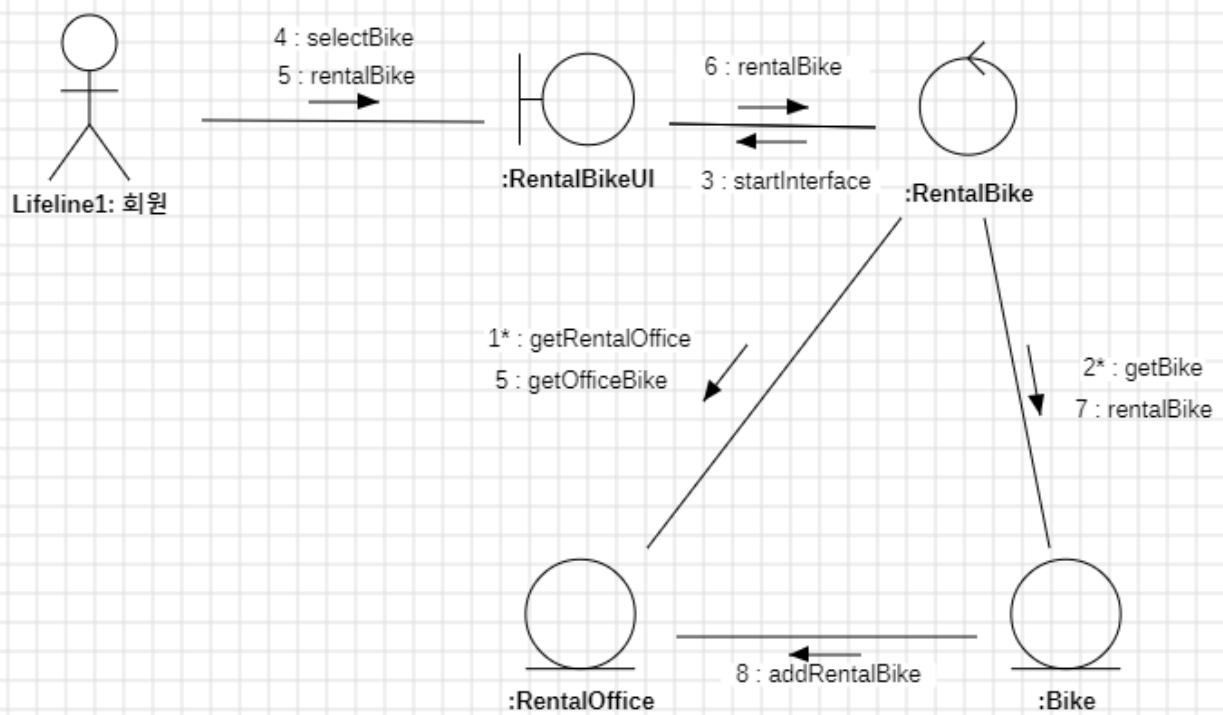 4 : selectBike
5 : rentalBike
6 : rentalBike
3 : startInterface
:RentalBikeUI
:RentalBike
Lifeline1: 회원
1* : getRentalOffice
5 : getOfficeBike
2* : getBike
7 : rentalBike
8 : addRentalBike
:RentalOffice
:Bike